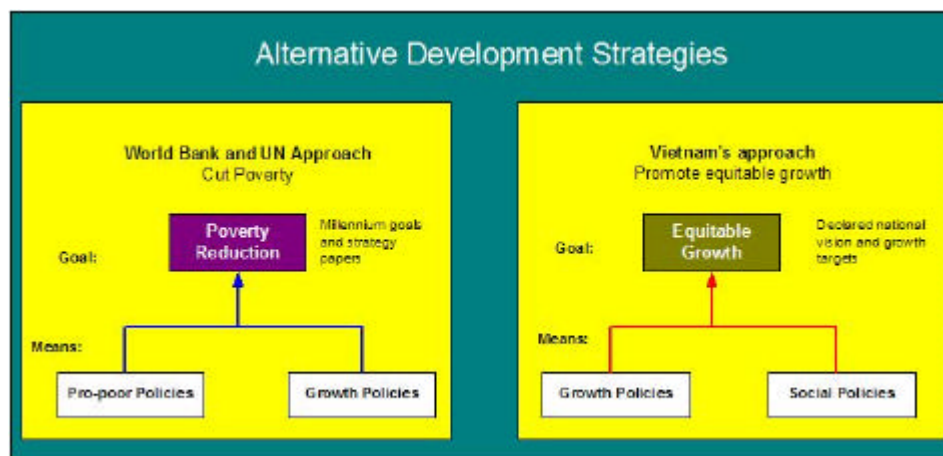 Alternative Development Strategies
World Bank and UN Approach
Cut Poverty
Goal:
Poverty
Reduction
Millennium goals
and strategy
papers
Means:
Pro-poor Policies
Growth Policies
Vietnam's approach
Promote equitable growth
Goal:
Equitable
Growth
Declared national
vision and growth
targets
Means:
Growth Policies
Social Policies